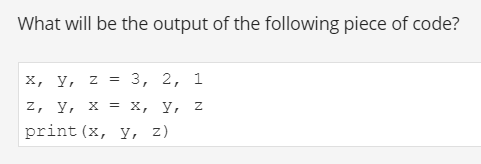 What will be the output of the following piece of code?
x, y, z = 3, 2, 1
z, y, x = x, y, z
print(x, y, z)